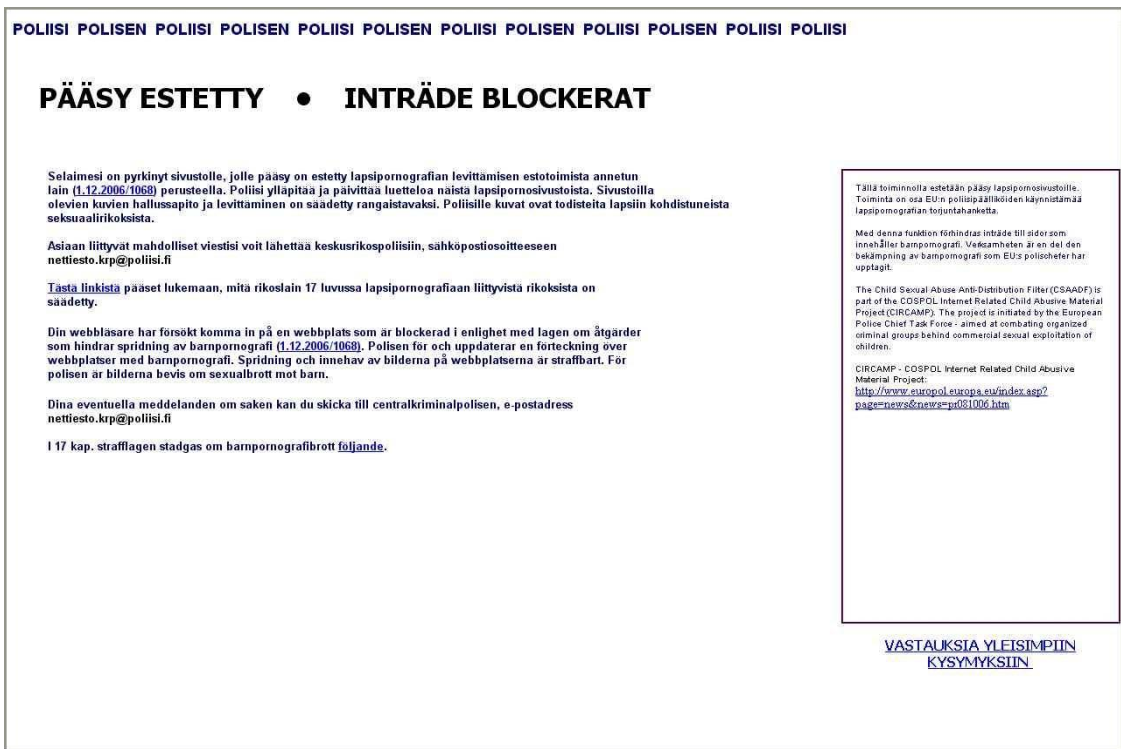 POLIISI POLISEN POLIISI POLISEN POLIISI POLISEN POLIISI POLISEN POLIISI POLISEN POLIISI POLIISI
PÄÄSY ESTETTY • INTRÄDE BLOCKERAT
Selaimesi on pyrkinyt sivustolle, jolle pääsy on estetty lapsipornografian levittämisen estotoimista annetun
lain (1.12.2006/1068) perusteella. Poliisi ylläpitää ja päivittää luetteloa näistä lapsipornosivustoista. Sivustoilla
olevien kuvien hallussapito ja levittäminen on säädetty rangaistavaksi. Poliisille kuvat ovat todisteita lapsiin kohdistuneista
seksuaalirikoksista.
Asiaan liittyvät mahdolliset viestisi voit lähettää keskusrikospoliisiin, sähköpostiosoitteeseen
nettiesto.krp@poliisi.fi
Tästä linkistä pääset lukemaan, mitä rikoslain 17 luvussa lapsipornografiaan liittyvistä rikoksista on
säädetty.
Din webbläsare har försökt komma in på en webbplats som är blockerad i enlighet med lagen om åtgärder
som hindrar spridning av barnpornografi (1.12.2006/1068). Polisen för och uppdaterar en förteckning över
webbplatser med barnpornografi. Spridning och innehav av bilderna på webbplatserna är straffbart. För
polisen är bilderna bevis om sexualbrott mot barn.
Dina eventuella meddelanden om saken kan du skicka till centralkriminalpolisen, e-postadress
nettiesto.krp@poliisi.fi
I 17 kap. strafflagen stadgas om barnpornografibrott följande.
Tällä toiminnolla estetään pääsy lapsipornosivustoille.
Toiminta on osa EU:n poliisipäälliköiden käynnistämää
lapsipornografian torjuntahanketta.
Med denna funktion förhindras inträde till sidor som
innehåller barnpornografi. Verksamheten är en del den
bekämpning av barnpornografi som EU:s polischefer har
upptagit.
The Child Sexual Abuse Anti-Distribution Filter (CSAADF) is
part of the COSPOL Internet Related Child Abusive Material
Project (CIRCAMP). The project is initiated by the European
Police Chief Task Force - aimed at combating organized
criminal groups behind commercial sexual exploitation of
children.
CIRCAMP - COSPOL Internet Related Child Abusive
Material Project:
http://www.europol.europa.eu/index.asp?
page=news&news=pr081006.htm
VASTAUKSIA YLEISIMPIIN
KYSYMYKSIIN